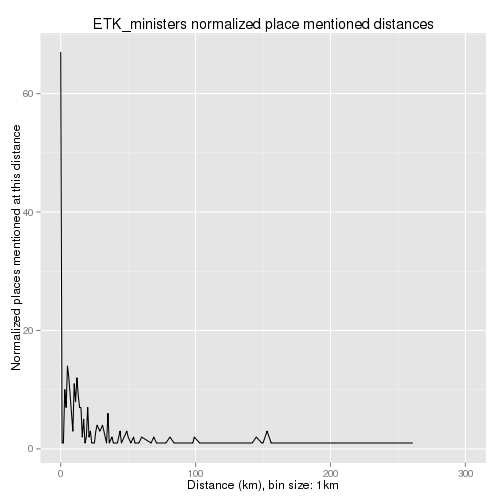 ETK_ministers normalized place mentioned distances
Normalized places mentioned at this distance
60
40
20
0
0 100 200 300
Distance (km), bin size: 1km